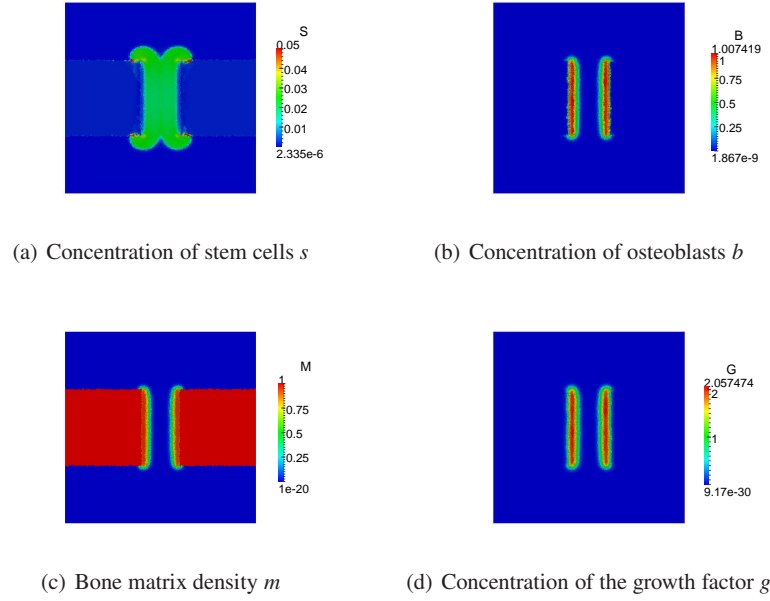 S
0.05
0.04
0.03
0.02
0.01
2.335e-6
(a) Concentration of stem cells s
B
1.007419
1
0.75
0.5
0.25
1.867e-9
(b) Concentration of osteoblasts b
M
1
0.75
0.5
0.25
1e-20
(c) Bone matrix density m
G
2.057474
2
1
9.17e-30
(d) Concentration of the growth factor g